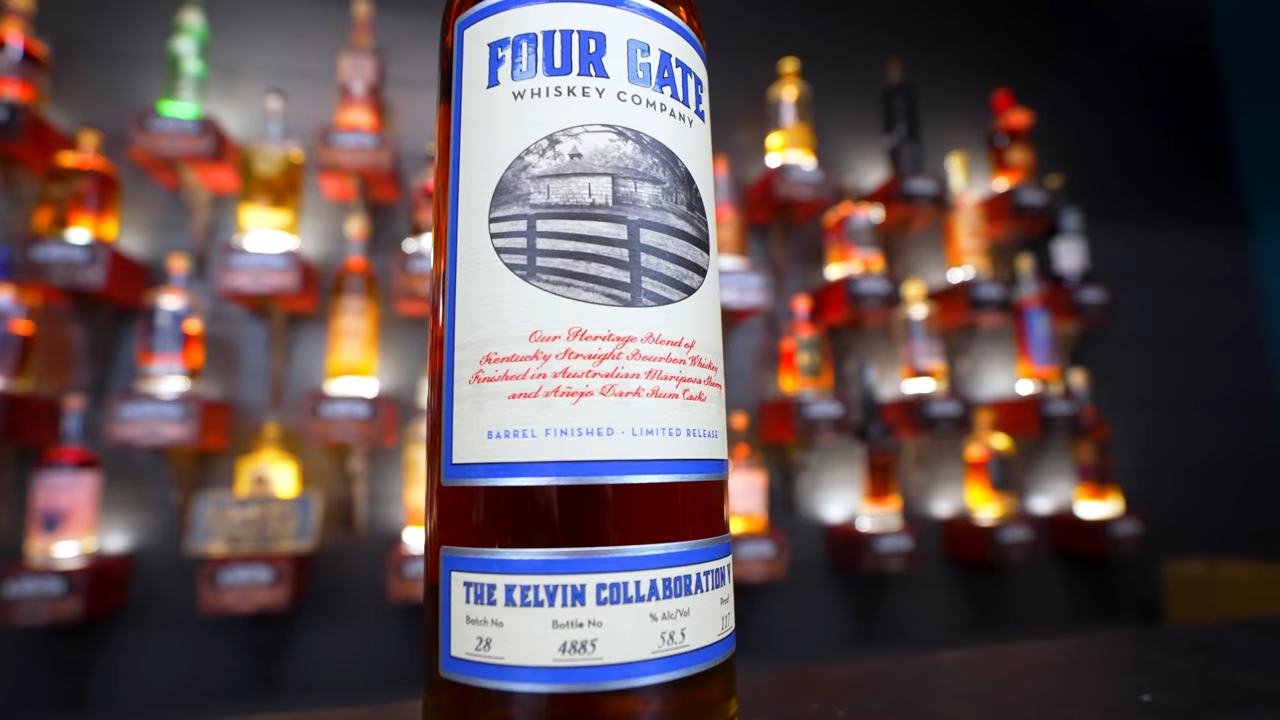 FOUR GATE
WHISKEY COMPANY
Our Heritage Blend of
Kentucky Straight Bourbon Whiskey
Finished in Australian Mariposa Sherry
and Añejo Dark Rum Casks
BARREL FINISHED · LIMITED RELEASE
THE KELVIN COLLABORATION V
Batch No Bottle No % Alc/Vol Proof
28 4885 58.5 117